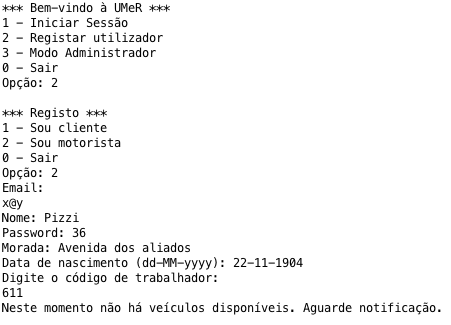 *** Bem-vindo à UMeR ***
1 - Iniciar Sessão
2 - Registar utilizador
3 - Modo Administrador
0 - Sair
Opção: 2

*** Registo ***
1 - Sou cliente
2 - Sou motorista
0 - Sair
Opção: 2
Email:
x@y
Nome: Pizzi
Password: 36
Morada: Avenida dos aliados
Data de nascimento (dd-MM-yyyy): 22-11-1904
Digite o código de trabalhador:
611
Neste momento não há veículos disponíveis. Aguarde notificação.